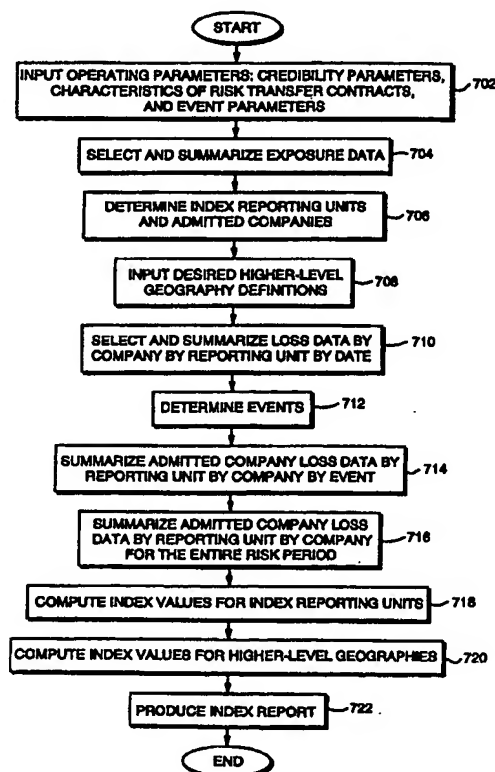 START
INPUT OPERATING PARAMETERS: CREDIBILITY PARAMETERS,
CHARACTERISTICS OF RISK TRANSFER CONTRACTS,
AND EVENT PARAMETERS
702
SELECT AND SUMMARIZE EXPOSURE DATA
704
DETERMINE INDEX REPORTING UNITS
AND ADMITTED COMPANIES
706
INPUT DESIRED HIGHER-LEVEL
GEOGRAPHY DEFINITIONS
708
SELECT AND SUMMARIZE LOSS DATA BY
COMPANY BY REPORTING UNIT BY DATE
710
DETERMINE EVENTS
712
SUMMARIZE ADMITTED COMPANY LOSS DATA BY
REPORTING UNIT BY COMPANY BY EVENT
714
SUMMARIZE ADMITTED COMPANY LOSS
DATA BY REPORTING UNIT BY COMPANY
FOR THE ENTIRE RISK PERIOD
716
COMPUTE INDEX VALUES FOR INDEX REPORTING UNITS
718
COMPUTE INDEX VALUES FOR HIGHER-LEVEL GEOGRAPHIES
720
PRODUCE INDEX REPORT
722
END